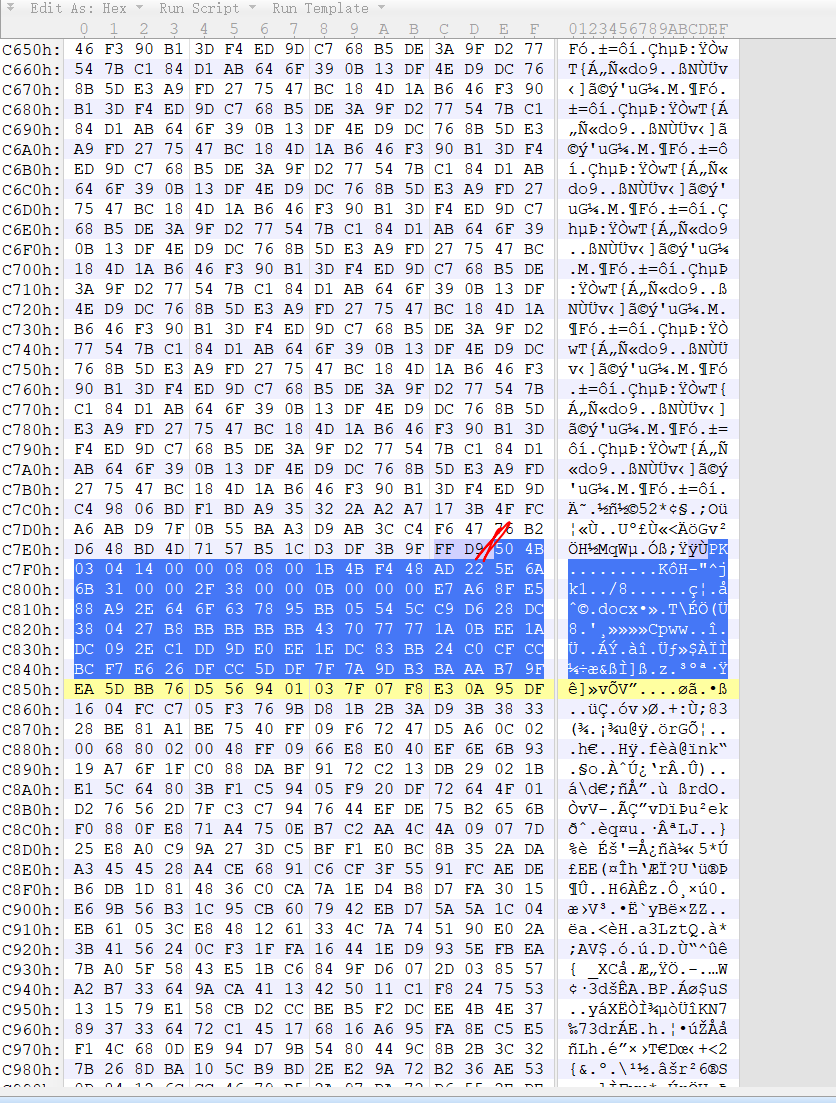 Edit As: Hex Run Script Run Template
0 1 2 3 4 5 6 7 8 9 A B C D E F 0123456789ABCDEF
C650h: 46 F3 90 B1 3D F4 ED 9D C7 68 B5 DE 3A 9F D2 77 Fó.±=ôí.ÇhµÞ:ŸÒw
C660h: 54 7B C1 84 D1 AB 64 6F 39 0B 13 DF 4E D9 DC 76 T{Á„Ñ«do9..ßNÙÜv
C670h: 8B 5D E3 A9 FD 27 75 47 BC 18 4D 1A B6 46 F3 90 ‹]ã©ý'uG¼.M.¶Fó.
C680h: B1 3D F4 ED 9D C7 68 B5 DE 3A 9F D2 77 54 7B C1 ±=ôí.ÇhµÞ:ŸÒwT{Á
C690h: 84 D1 AB 64 6F 39 0B 13 DF 4E D9 DC 76 8B 5D E3 „Ñ«do9..ßNÙÜv‹]ã
C6A0h: A9 FD 27 75 47 BC 18 4D 1A B6 46 F3 90 B1 3D F4 ©ý'uG¼.M.¶Fó.±=ô
C6B0h: ED 9D C7 68 B5 DE 3A 9F D2 77 54 7B C1 84 D1 AB í.ÇhµÞ:ŸÒwT{Á„Ñ«
C6C0h: 64 6F 39 0B 13 DF 4E D9 DC 76 8B 5D E3 A9 FD 27 do9..ßNÙÜv‹]ã©ý'
C6D0h: 75 47 BC 18 4D 1A B6 46 F3 90 B1 3D F4 ED 9D C7 uG¼.M.¶Fó.±=ôí.Ç
C6E0h: 68 B5 DE 3A 9F D2 77 54 7B C1 84 D1 AB 64 6F 39 hµÞ:ŸÒwT{Á„Ñ«do9
C6F0h: 0B 13 DF 4E D9 DC 76 8B 5D E3 A9 FD 27 75 47 BC ..ßNÙÜv‹]ã©ý'uG¼
C700h: 18 4D 1A B6 46 F3 90 B1 3D F4 ED 9D C7 68 B5 DE .M.¶Fó.±=ôí.ÇhµÞ
C710h: 3A 9F D2 77 54 7B C1 84 D1 AB 64 6F 39 0B 13 DF :ŸÒwT{Á„Ñ«do9..ß
C720h: 4E D9 DC 76 8B 5D E3 A9 FD 27 75 47 BC 18 4D 1A NÙÜv‹]ã©ý'uG¼.M.
C730h: B6 46 F3 90 B1 3D F4 ED 9D C7 68 B5 DE 3A 9F D2 ¶Fó.±=ôí.ÇhµÞ:ŸÒ
C740h: 77 54 7B C1 84 D1 AB 64 6F 39 0B 13 DF 4E D9 DC wT{Á„Ñ«do9..ßNÙÜ
C750h: 76 8B 5D E3 A9 FD 27 75 47 BC 18 4D 1A B6 46 F3 v‹]ã©ý'uG¼.M.¶Fó
C760h: 90 B1 3D F4 ED 9D C7 68 B5 DE 3A 9F D2 77 54 7B .±=ôí.ÇhµÞ:ŸÒwT{
C770h: C1 84 D1 AB 64 6F 39 0B 13 DF 4E D9 DC 76 8B 5D Á„Ñ«do9..ßNÙÜv‹]
C780h: E3 A9 FD 27 75 47 BC 18 4D 1A B6 46 F3 90 B1 3D ã©ý'uG¼.M.¶Fó.±=
C790h: F4 ED 9D C7 68 B5 DE 3A 9F D2 77 54 7B C1 84 D1 ôí.ÇhµÞ:ŸÒwT{Á„Ñ
C7A0h: AB 64 6F 39 0B 13 DF 4E D9 DC 76 8B 5D E3 A9 FD «do9..ßNÙÜv‹]ã©ý
C7B0h: 27 75 47 BC 18 4D 1A B6 46 F3 90 B1 3D F4 ED 9D 'uG¼.M.¶Fó.±=ôí.
C7C0h: C4 98 06 BD F1 BD A9 35 32 2A A2 A7 17 3B 4F FC Ä˜.½ñ½©52*¢§.;Oü
C7D0h: A6 AB D9 7F 0B 55 BA A3 D9 AB 3C C4 F6 47 76 B2 ¦«Ù..Uº£Ù«<ÄöGv²
C7E0h: D6 48 BD 4D 71 57 B5 1C D3 DF 3B 9F FF D9 50 4B ÖH½MqWµ.Óß;ŸÿÙPK
C7F0h: 03 04 14 00 00 08 08 00 1B 4B F4 48 AD 22 5E 6A .........KôH-"^j
C800h: 6B 31 00 00 2F 38 00 00 0B 00 00 00 E7 A6 8F E5 k1../8......ç¦.å
C810h: 88 A9 2E 64 6F 63 78 95 BB 05 54 5C C9 D6 28 DC ˆ©.docx•».T\ÉÖ(Ü
C820h: 38 04 27 B8 BB BB BB BB 43 70 77 77 1A 0B EE 1A 8.'¸»»»»Cpww..î.
C830h: DC 09 2E C1 DD 9D E0 EE 1E DC 83 BB 24 C0 CF CC Ü..ÁÝ.àî.Üƒ»$ÀÏÌ
C840h: BC F7 E6 26 DF CC 5D DF 7F 7A 9D B3 BA AA B7 9F ¼÷æ&ßÌ]ß.z.³ºª·Ÿ
C850h: EA 5D BB 76 D5 56 94 01 03 7F 07 F8 E3 0A 95 DF ê]»vÕV”....øã.•ß
C860h: 16 04 FC C7 05 F3 76 9B D8 1B 2B 3A D9 3B 38 33 ..üÇ.óv›Ø.+:Ù;83
C870h: 28 BE 81 A1 BE 75 40 FF 09 F6 72 47 D5 A6 0C 02 (¾.¡¾u@ÿ.örGÕ¦..
C880h: 00 68 80 02 00 48 FF 09 66 E8 E0 40 EF 6E 6B 93 .h€..Hÿ.fèà@ïnk“
C890h: 19 A7 6F 1F C0 88 DA BF 91 72 C2 13 DB 29 02 1B .§o.ÀˆÚ¿‘rÂ.Û)..
C8A0h: E1 5C 64 80 3B F1 C5 94 05 F9 20 DF 72 64 4F 01 á\d€;ñÅ”.ù ßrdO.
C8B0h: D2 76 56 2D 7F C3 C7 94 76 44 EF DE 75 B2 65 6B ÒvV-.ÃÇ”vDïÞu²ek
C8C0h: F0 88 0F E8 71 A4 75 0E B7 C2 AA 4C 4A 09 07 7D ðˆ.èq¤u.·ÂªLJ..}
C8D0h: 25 E8 A0 C9 9A 27 3D C5 BF F1 E0 BC 8B 35 2A DA %è Éš'=Å¿ñà¼‹5*Ú
C8E0h: A3 45 45 28 A4 CE 68 91 C6 CF 3F 55 91 FC AE DE £EE(¤Îh‘ÆÏ?U‘ü®Þ
C8F0h: B6 DB 1D 81 48 36 C0 CA 7A 1E D4 B8 D7 FA 30 15 ¶Û..H6ÀÊz.Ô¸×ú0.
C900h: E6 9B 56 B3 1C 95 CB 60 79 42 EB D7 5A 5A 1C 04 æ›V³.•Ë`yBë×ZZ..
C910h: EB 61 05 3C E8 48 12 61 33 4C 7A 74 51 90 E0 2A ëa.<èH.a3LztQ.à*
C920h: 3B 41 56 24 0C F3 1F FA 16 44 1E D9 93 5E FB EA ;AV$.ó.ú.D.Ù“^ûê
C930h: 7B A0 5F 58 43 E5 1B C6 84 9F D6 07 2D 03 85 57 { _XCå.Æ„ŸÖ.-.…W
C940h: A2 B7 33 64 9A CA 41 13 42 50 11 C1 F8 24 75 53 ¢·3dšÊA.BP.Áø$uS
C950h: 13 15 79 E1 58 CB D2 CC BE B5 F2 DC EE 4B 4E 37 ..yáXËÒÌ¾µòÜîKN7
C960h: 89 37 33 64 72 C1 45 17 68 16 A6 95 FA 8E C5 E5 ‰73drÁE.h.¦•úŽÅå
C970h: F1 4C 68 0D E9 94 D7 9B 54 80 44 9C 8B 2B 3C 32 ñLh.é”×›T€Dœ‹+<2
C980h: 7B 26 8D BA 10 5C B9 BD 2E E2 9A 72 B2 36 AE 53 {&.º.\¹½.âšr²6®S